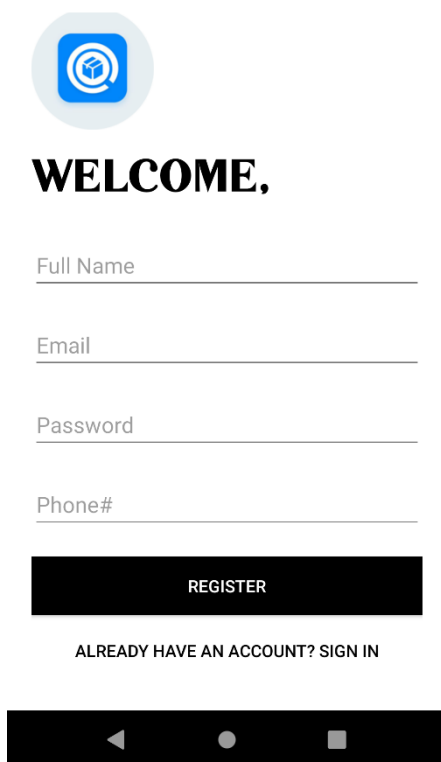 WELCOME,
Full Name
Email
Password
Phone#
REGISTER
ALREADY HAVE AN ACCOUNT? SIGN IN